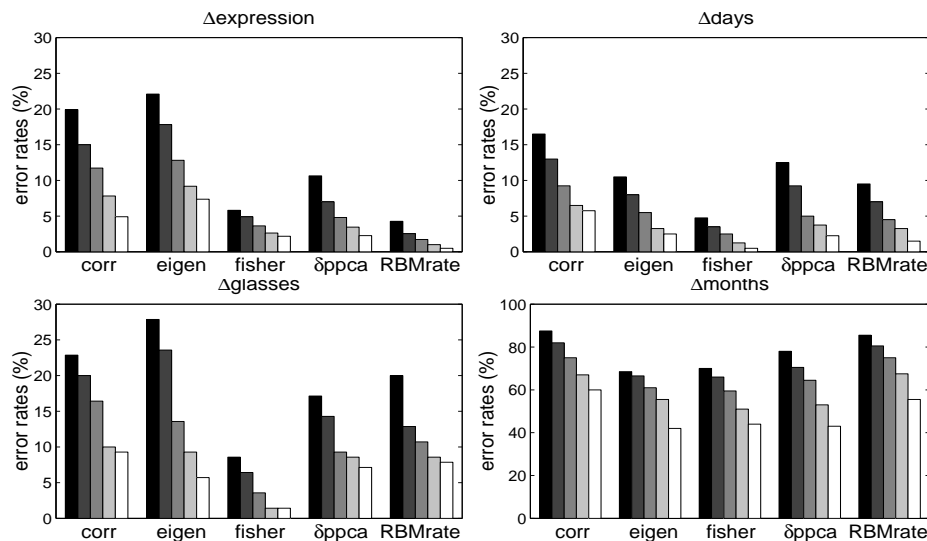 Δexpression
error rates (%)
30
25
20
15
10
5
0
corr eigen fisher δppca RBMrate
Δdays
error rates (%)
30
25
20
15
10
5
0
corr eigen fisher δppca RBMrate
Δglasses
error rates (%)
30
25
20
15
10
5
0
corr eigen fisher δppca RBMrate
Δmonths
error rates (%)
100
80
60
40
20
0
corr eigen fisher δppca RBMrate